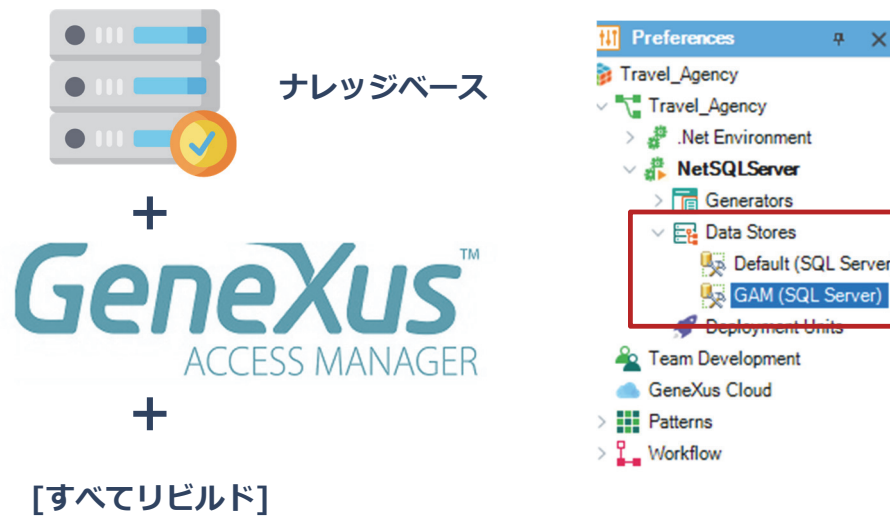 ナレッジベース
+
GeneXus™
ACCESS MANAGER
+
[すべてリビルド]
Preferences
Travel_Agency
Travel_Agency
.Net Environment
NetSQLServer
Generators
Data Stores
Default (SQL Server
GAM (SQL Server)
Deployment Units
Team Development
GeneXus Cloud
Patterns
Workflow